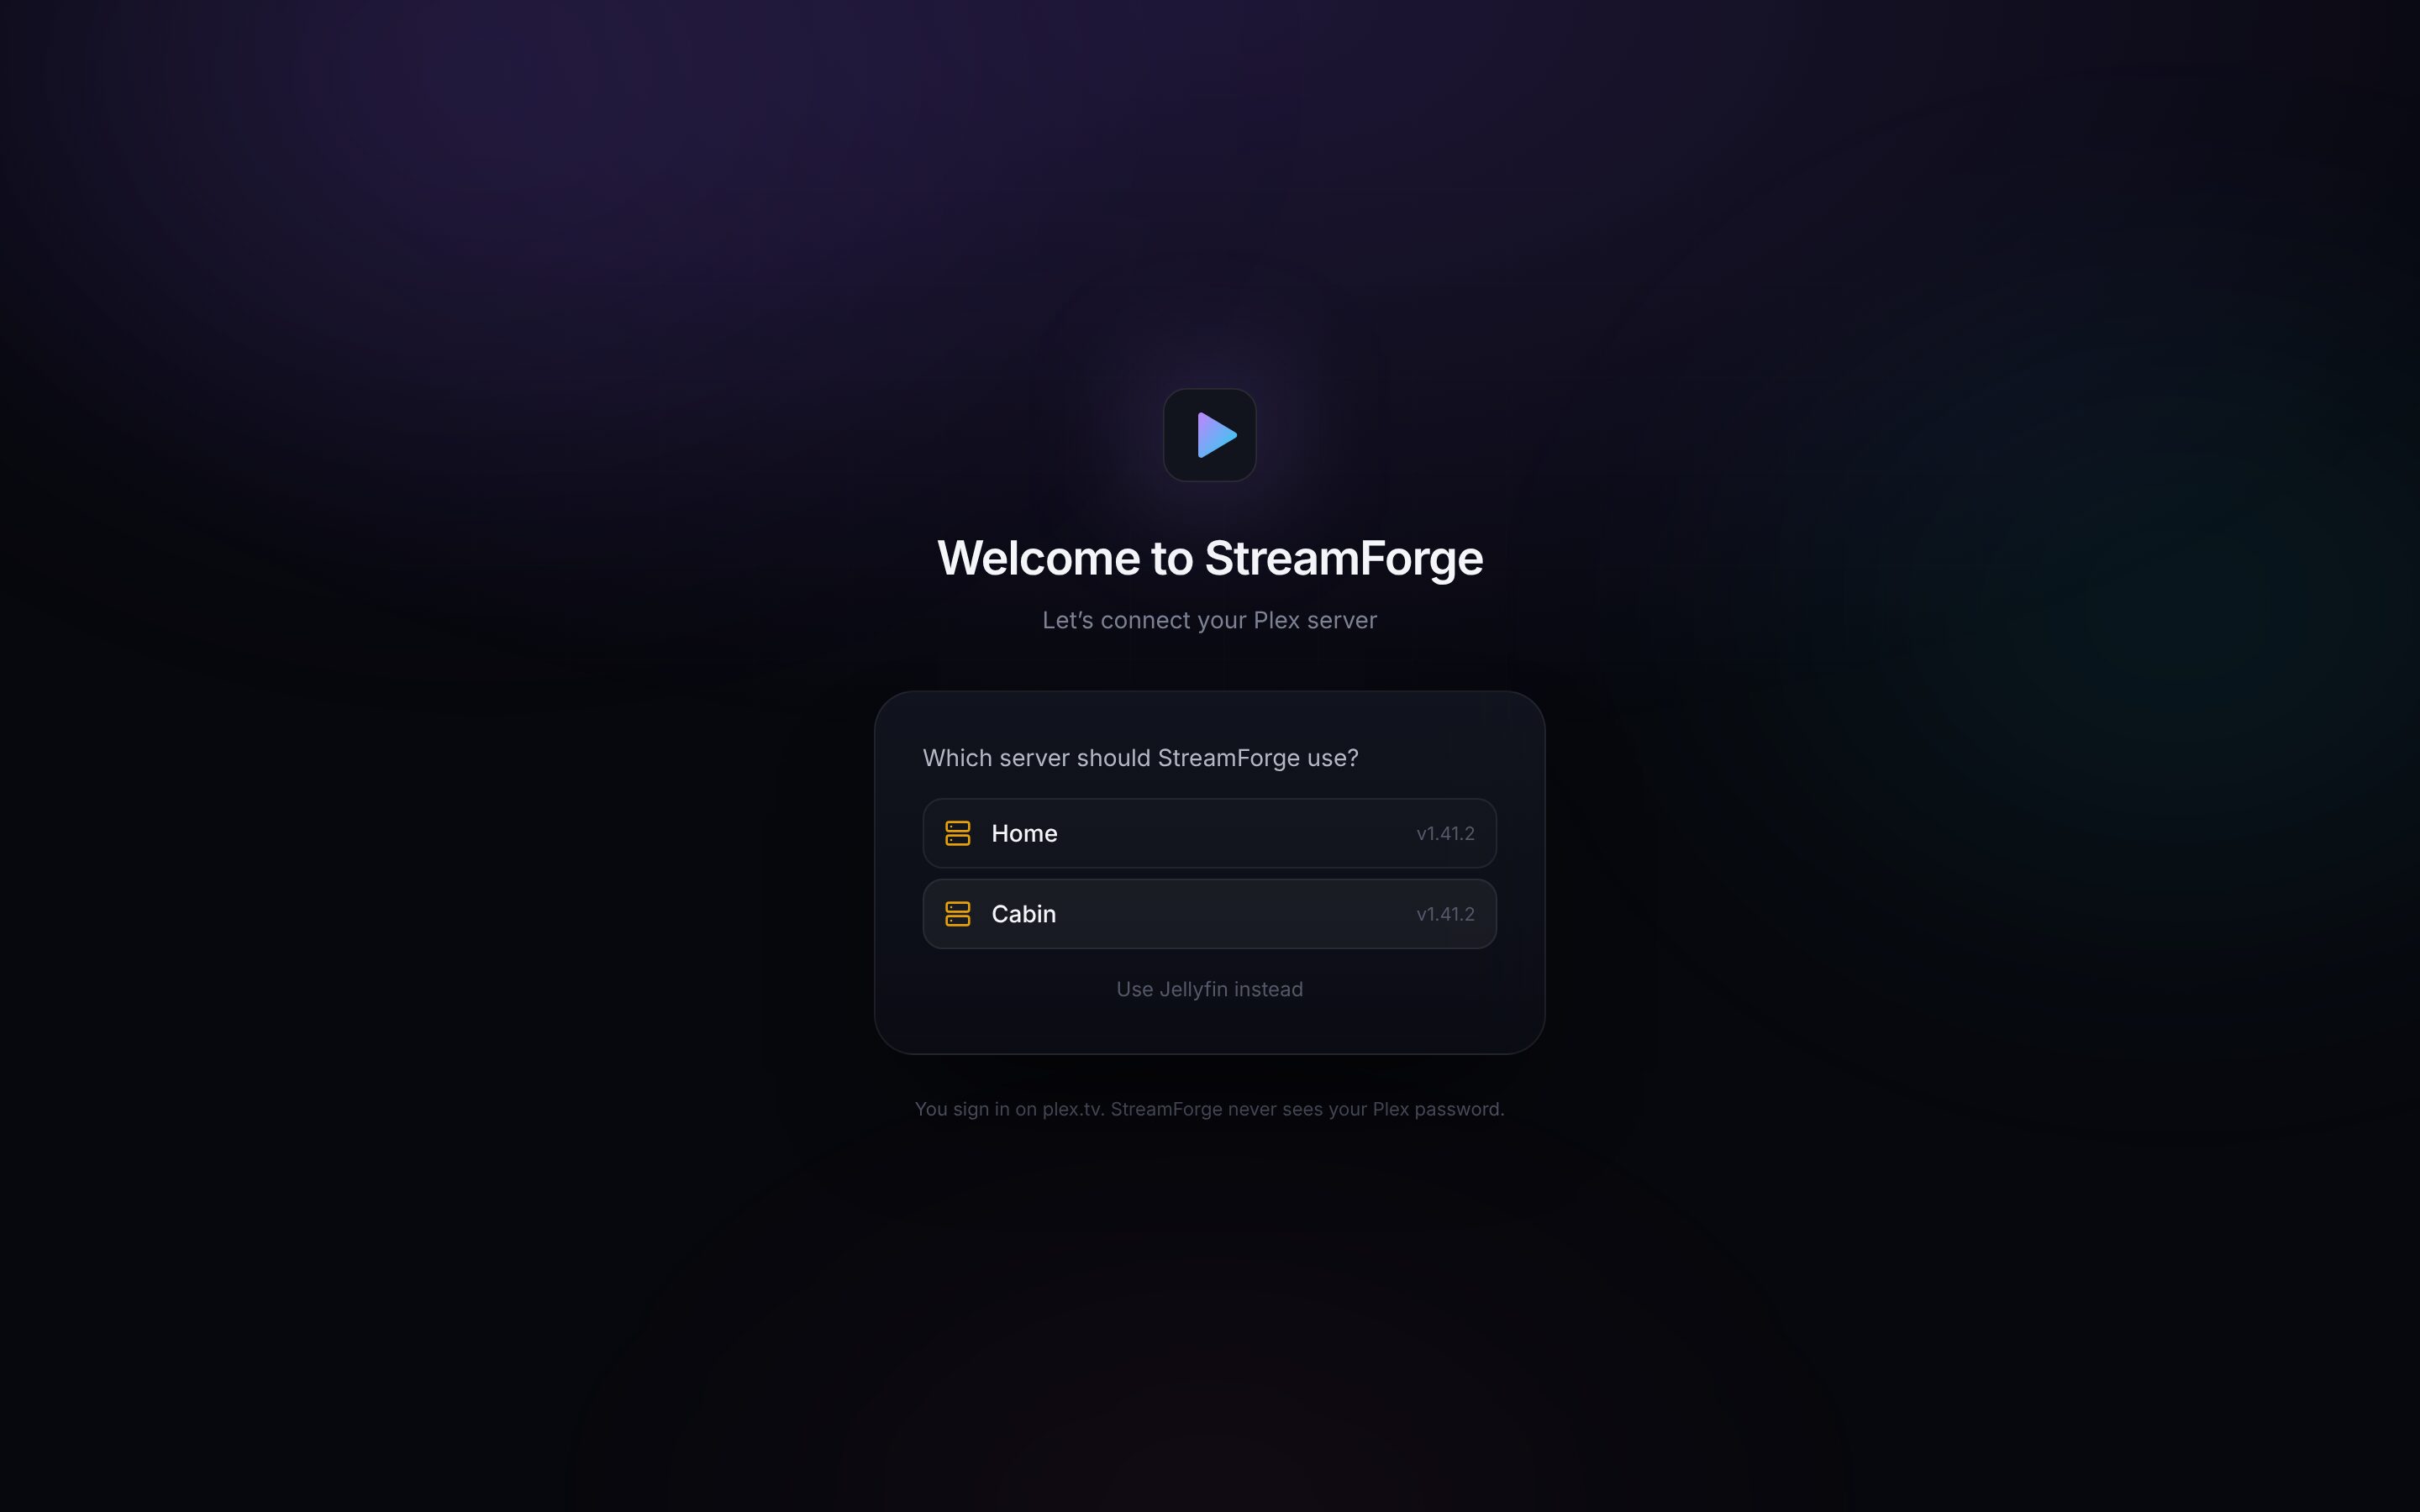 Welcome to StreamForge
Let’s connect your Plex server
Which server should StreamForge use?
Home v1.41.2
Cabin v1.41.2
Use Jellyfin instead
You sign in on plex.tv. StreamForge never sees your Plex password.